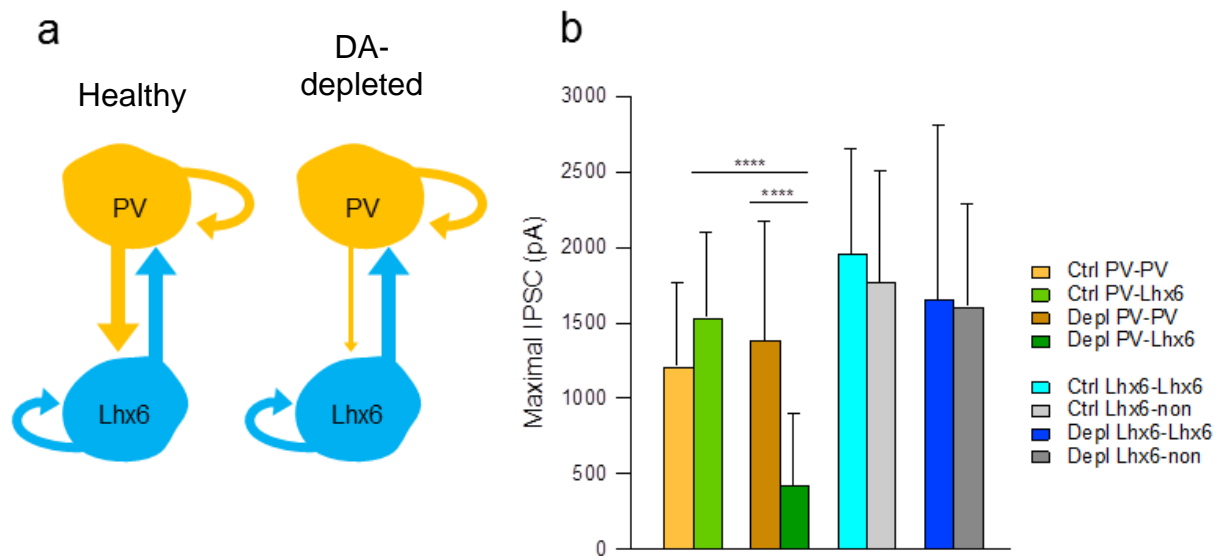 a
Healthy
DA-
depleted
PV
Lhx6
PV
Lhx6
b
Maximal IPSC (pA)
3000
2500
2000
1500
1000
500
0
****
****
Ctrl PV-PV
Ctrl PV-Lhx6
Depl PV-PV
Depl PV-Lhx6
Ctrl Lhx6-Lhx6
Ctrl Lhx6-non
Depl Lhx6-Lhx6
Depl Lhx6-non